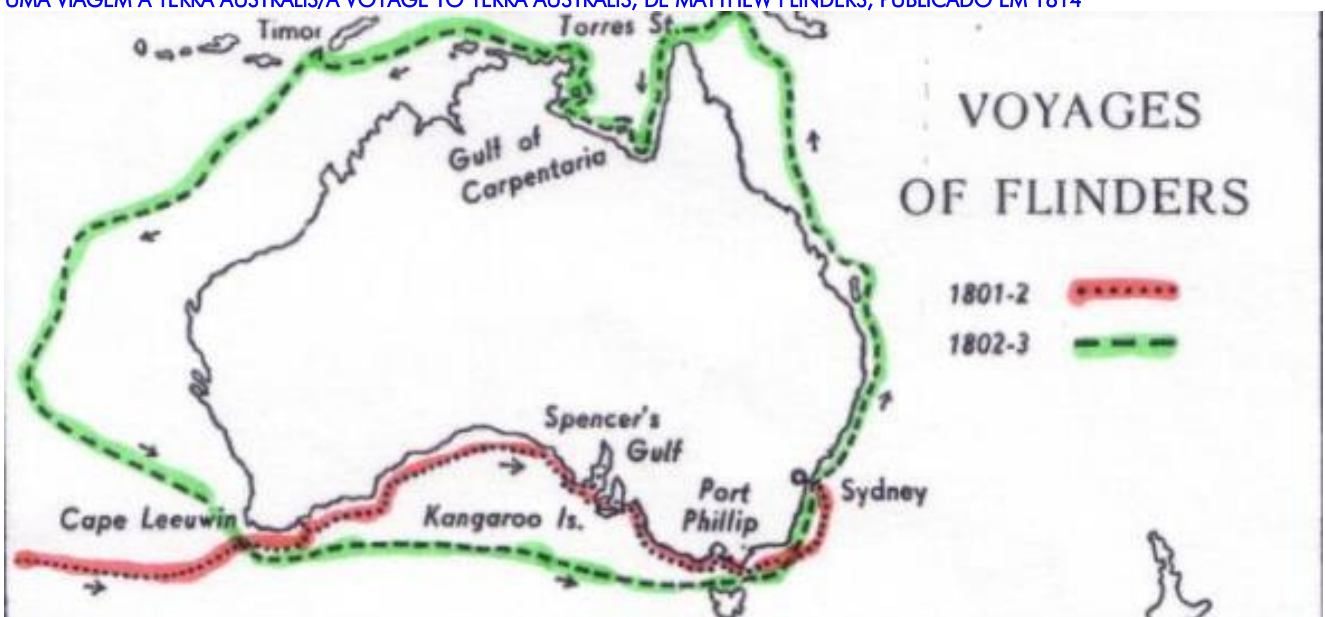 UMA VIAGEM A TERRA AUSTRALIS/A VOYAGE TO TERRA AUSTRALIS, DE MATTHEW FLINDERS, PUBLICADO EM 1814
Timor
Torres St.
VOYAGES
OF FLINDERS
Gulf of
Carpentaria
1801-2
1802-3
Spencer's
Gulf
Cape Leeuwin
Kangaroo Is.
Port
Phillip
Sydney